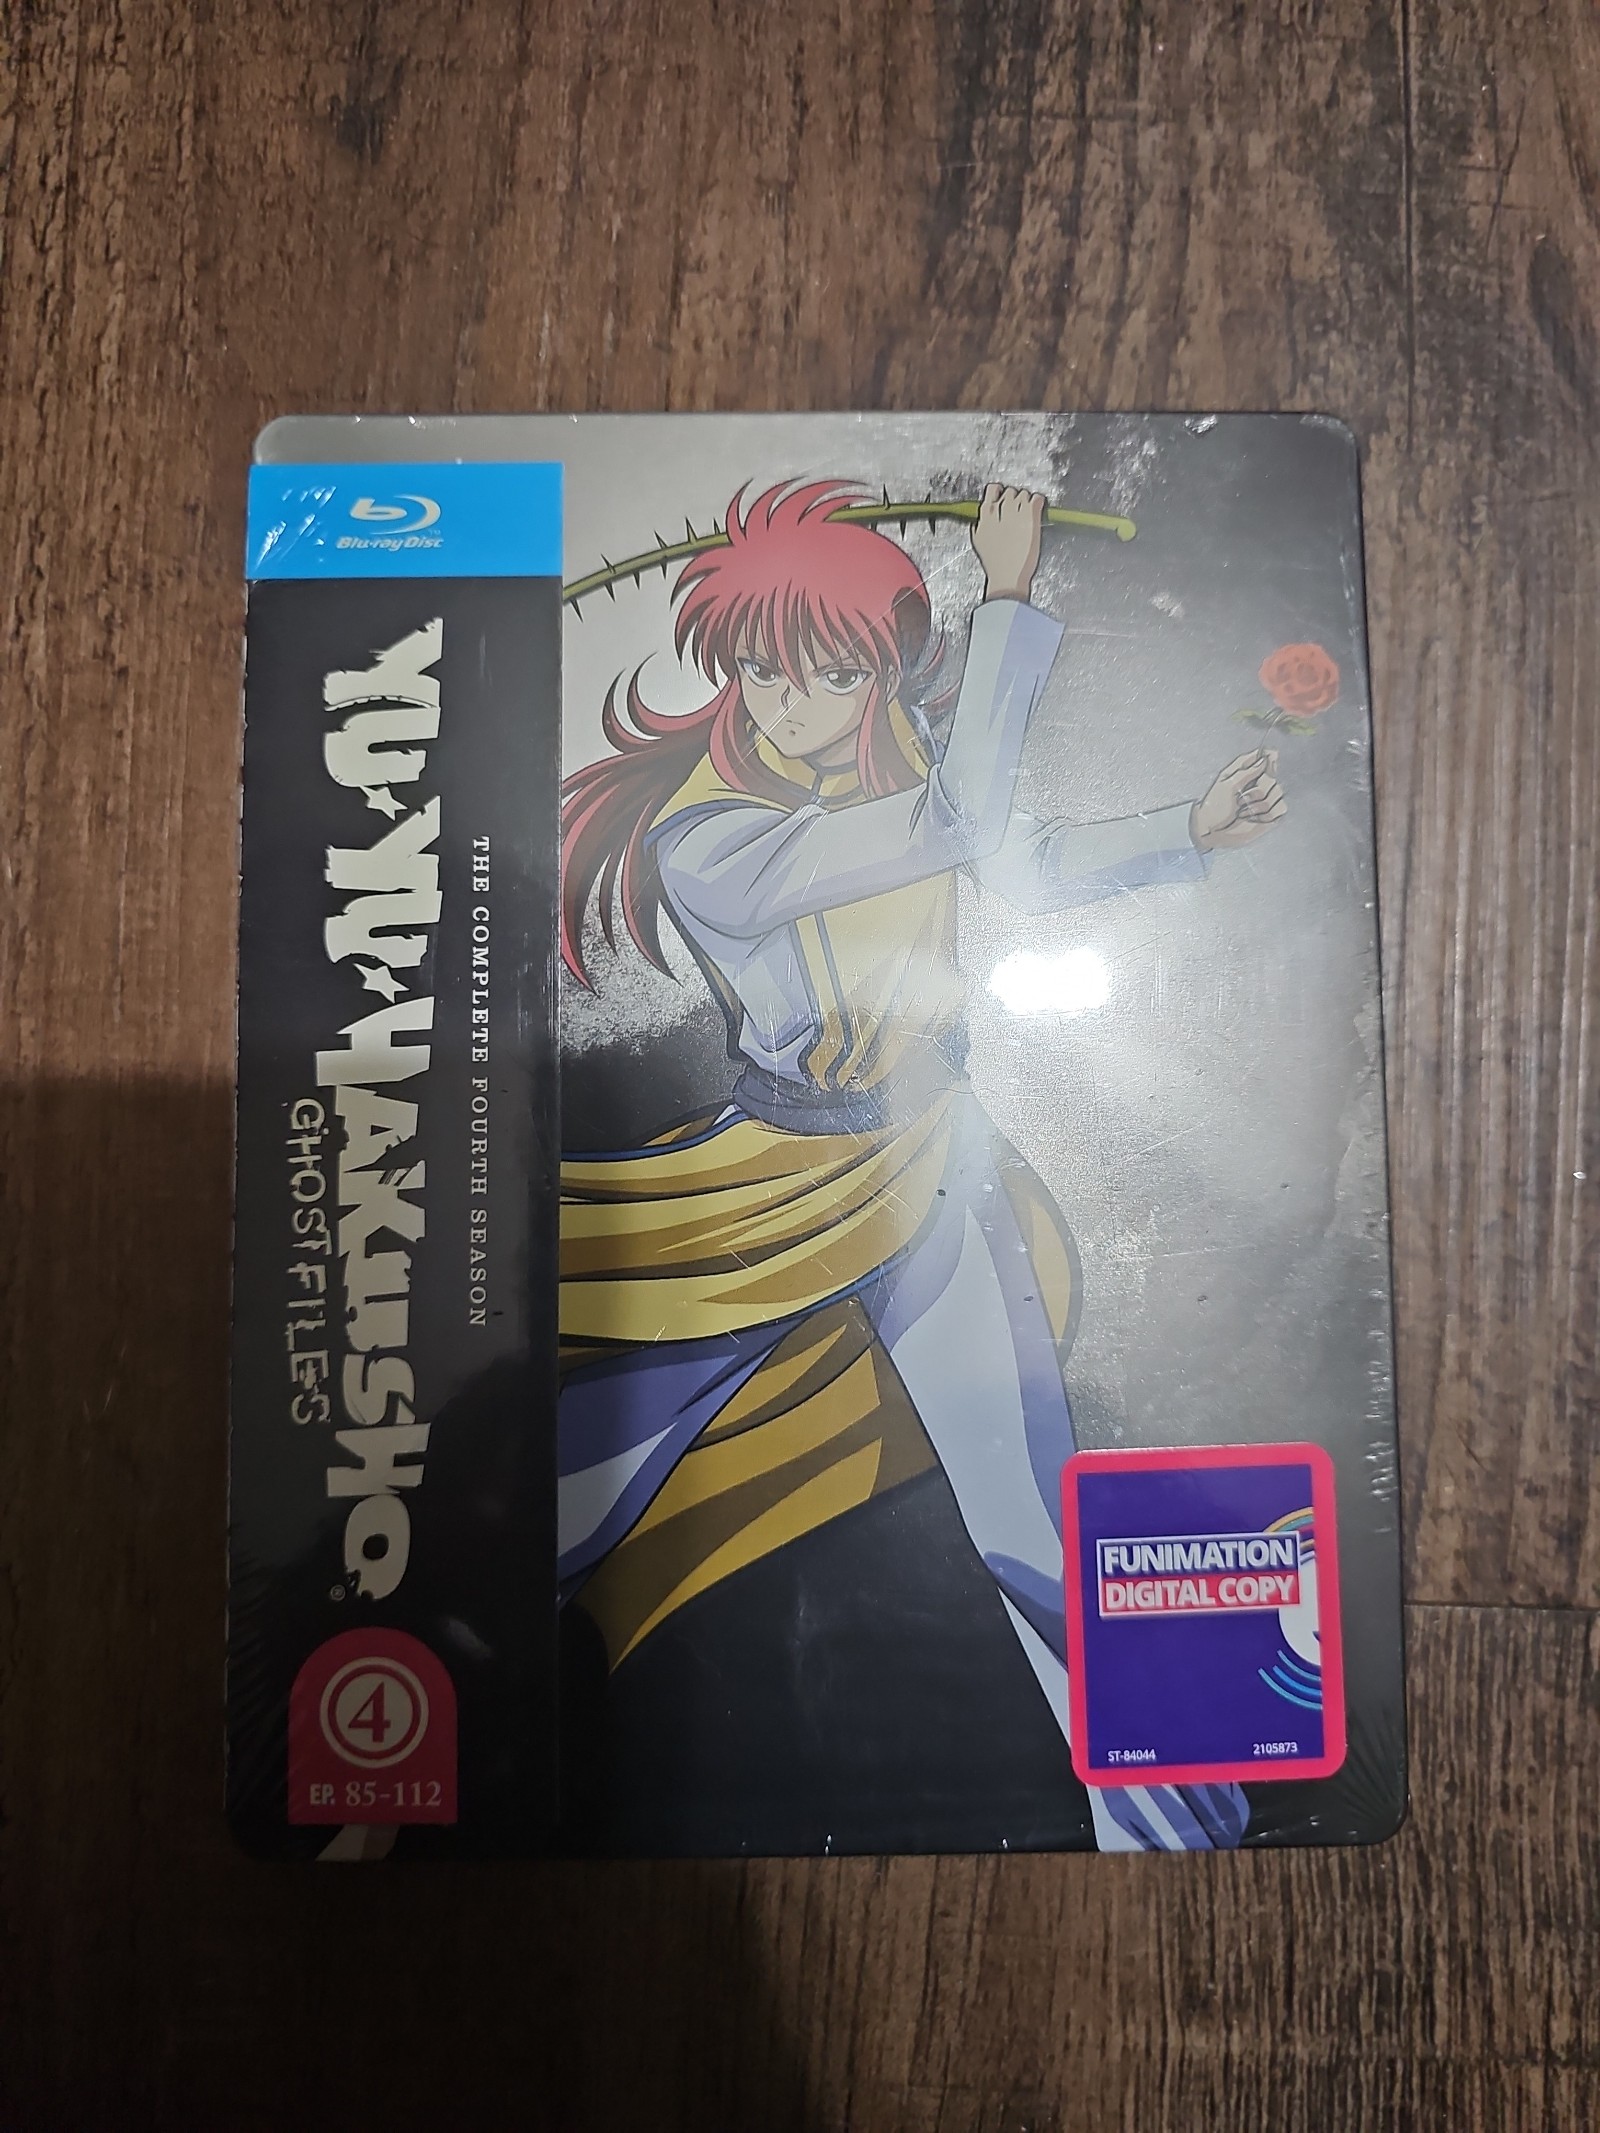 Blu-ray Disc™
YU★YU★HAKUSHO®
GHOST FILES
THE COMPLETE FOURTH SEASON
4
EP. 85-112
FUNIMATION
DIGITAL COPY
ST-84044
2105873